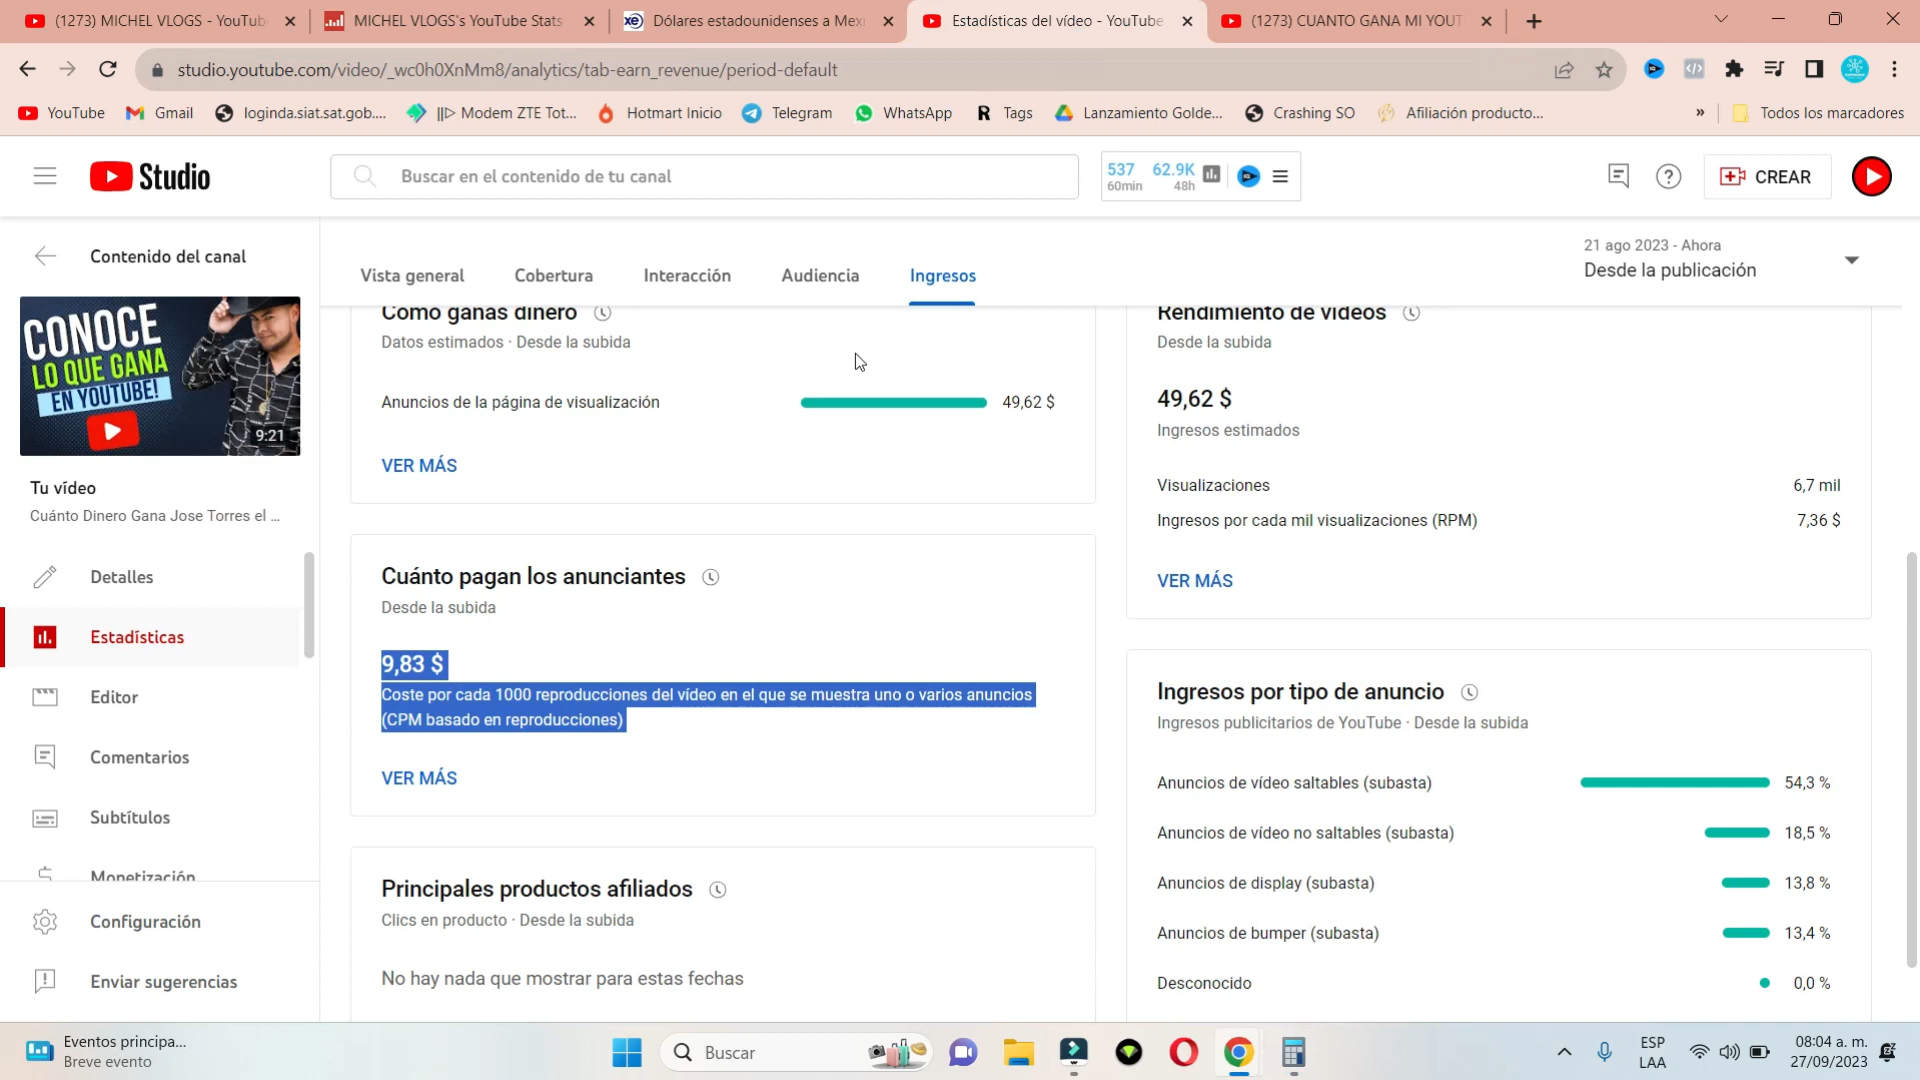 (1273) MICHEL VLOGS - YouTub
MICHEL VLOGS's YouTube Stats
Dólares estadounidenses a Mexi
Estadísticas del vídeo - YouTube
(1273) CUANTO GANA MI YOUT
studio.youtube.com/video/_wc0h0XnMm8/analytics/tab-earn_revenue/period-default
YouTube
Gmail
loginda.siat.sat.gob....
||▷ Modem ZTE Tot...
Hotmart Inicio
Telegram
WhatsApp
Tags
Lanzamiento Golde...
Crashing SO
Afiliación producto...
»
Todos los marcadores
Studio
Buscar en el contenido de tu canal
537
60min
62.9K
48h
CREAR
Contenido del canal
CONOCE
LO QUE GANA
EN YOUTUBE!
9:21
Tu vídeo
Cuánto Dinero Gana Jose Torres el ...
Detalles
Estadísticas
Editor
Comentarios
Subtítulos
Monetización
Configuración
Enviar sugerencias
Vista general
Cobertura
Interacción
Audiencia
Ingresos
21 ago 2023 - Ahora
Desde la publicación
Cómo ganas dinero
Datos estimados · Desde la subida
Anuncios de la página de visualización
49,62 $
VER MÁS
Cuánto pagan los anunciantes
Desde la subida
9,83 $
Coste por cada 1000 reproducciones del vídeo en el que se muestra uno o varios anuncios
(CPM basado en reproducciones)
VER MÁS
Principales productos afiliados
Clics en producto · Desde la subida
No hay nada que mostrar para estas fechas
Rendimiento de vídeos
Desde la subida
49,62 $
Ingresos estimados
Visualizaciones
6,7 mil
Ingresos por cada mil visualizaciones (RPM)
7,36 $
VER MÁS
Ingresos por tipo de anuncio
Ingresos publicitarios de YouTube · Desde la subida
Anuncios de vídeo saltables (subasta)
54,3 %
Anuncios de vídeo no saltables (subasta)
18,5 %
Anuncios de display (subasta)
13,8 %
Anuncios de bumper (subasta)
13,4 %
Desconocido
0,0 %
Eventos principa...
Breve evento
Buscar
ESP
LAA
08:04 a. m.
27/09/2023